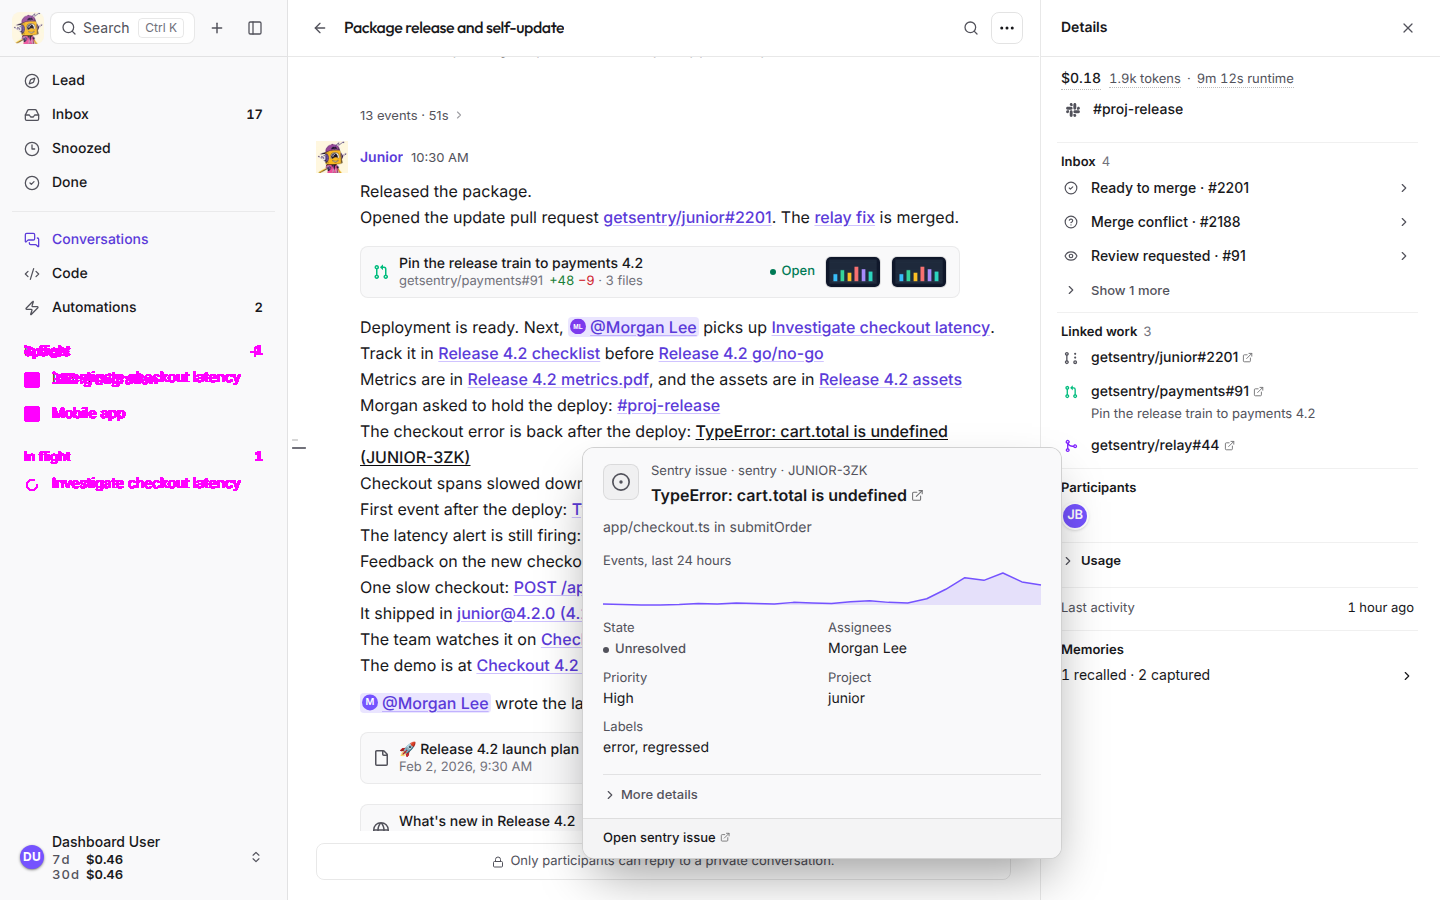 Search
Ctrl K
Lead
Inbox 17
Snoozed
Done
Conversations
Code
Automations 2
Mobile app
In flight 1
Investigate checkout latency
Dashboard User
7d $0.46
30d $0.46
DU
Package release and self-update
13 events · 51s
Junior 10:30 AM
Released the package.
Opened the update pull request getsentry/junior#2201. The relay fix is merged.
Pin the release train to payments 4.2
getsentry/payments#91 +48 −9 · 3 files
Open
Deployment is ready. Next, ML @Morgan Lee picks up Investigate checkout latency.
Track it in Release 4.2 checklist before Release 4.2 go/no-go
Metrics are in Release 4.2 metrics.pdf, and the assets are in Release 4.2 assets
Morgan asked to hold the deploy: #proj-release
The checkout error is back after the deploy: TypeError: cart.total is undefined
(JUNIOR-3ZK)
Checkout spans slowed down
First event after the deploy:
The latency alert is still firing:
Feedback on the new
One slow checkout: POST
It shipped in junior@4.2.0
The team watches it on
The demo is at Checkout 4.2
M @Morgan Lee wrote the
🚀 Release 4.2 launch plan
Feb 2, 2026, 9:30 AM
What's new in Release 4.2
Only participants can reply to a private conversation.
Sentry issue · sentry · JUNIOR-3ZK
TypeError: cart.total is undefined
app/checkout.ts in submitOrder
Events, last 24 hours
State Assignees
Unresolved Morgan Lee
Priority Project
High junior
Labels
error, regressed
More details
Open sentry issue
Details
$0.18 1.9k tokens · 9m 12s runtime
#proj-release
Inbox 4
Ready to merge · #2201
Merge conflict · #2188
Review requested · #91
Show 1 more
Linked work 3
getsentry/junior#2201
getsentry/payments#91
Pin the release train to payments 4.2
getsentry/relay#44
Participants
JB
Usage
Last activity 1 hour ago
Memories
1 recalled · 2 captured